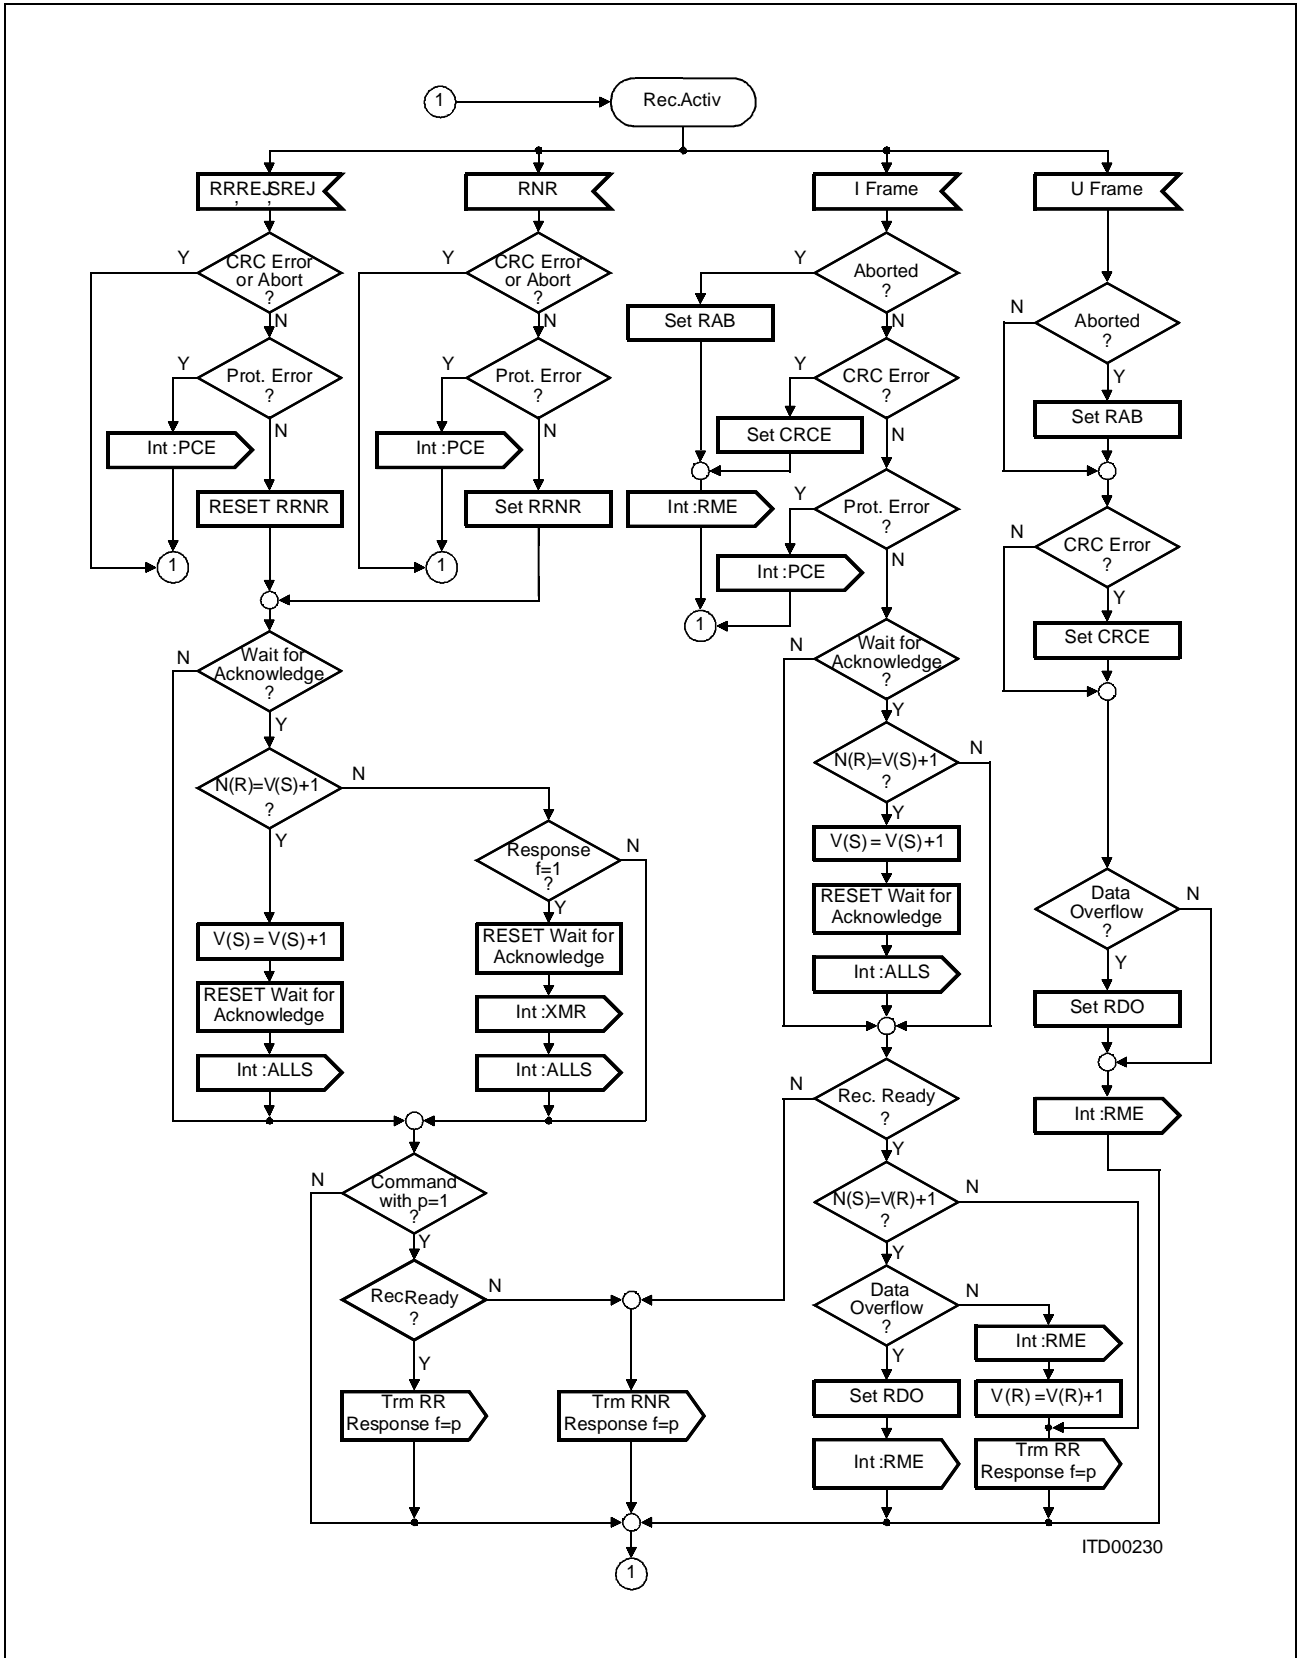 1
Rec.Activ
RR,REJ,SREJ
RNR
I Frame
U Frame
Y
CRC Error
or Abort
?
N
Y
CRC Error
or Abort
?
N
Y
Aborted
?
N
N
Aborted
?
Y
Set RAB
Set RAB
Y
Prot. Error
?
N
Y
Prot. Error
?
N
Y
CRC Error
?
N
Int :PCE
Int :PCE
Set CRCE
RESET RRNR
Set RRNR
Int :RME
Y
Prot. Error
?
N
N
CRC Error
?
Y
1
1
Int :PCE
1
Set CRCE
N
Wait for
Acknowledge
?
Y
N
Wait for
Acknowledge
?
Y
N(R)=V(S)+1
?
N
Y
N(R)=V(S)+1
?
N
Y
Response
f=1
?
N
Y
V(S) = V(S)+1
RESET Wait for
Acknowledge
Int :ALLS
Data
Overflow
?
N
Y
V(S) = V(S)+1
RESET Wait for
Acknowledge
Int :ALLS
RESET Wait for
Acknowledge
Int :XMR
Int :ALLS
Set RDO
Int :RME
N
Rec. Ready
?
Y
N
Command
with p=1
?
Y
N(S)=V(R)+1
?
N
Y
Rec.Ready
?
N
Y
Data
Overflow
?
N
Y
Int :RME
V(R) =V(R)+1
Set RDO
Trm RR
Response f=p
Trm RNR
Response f=p
Int :RME
Trm RR
Response f=p
1
ITD00230